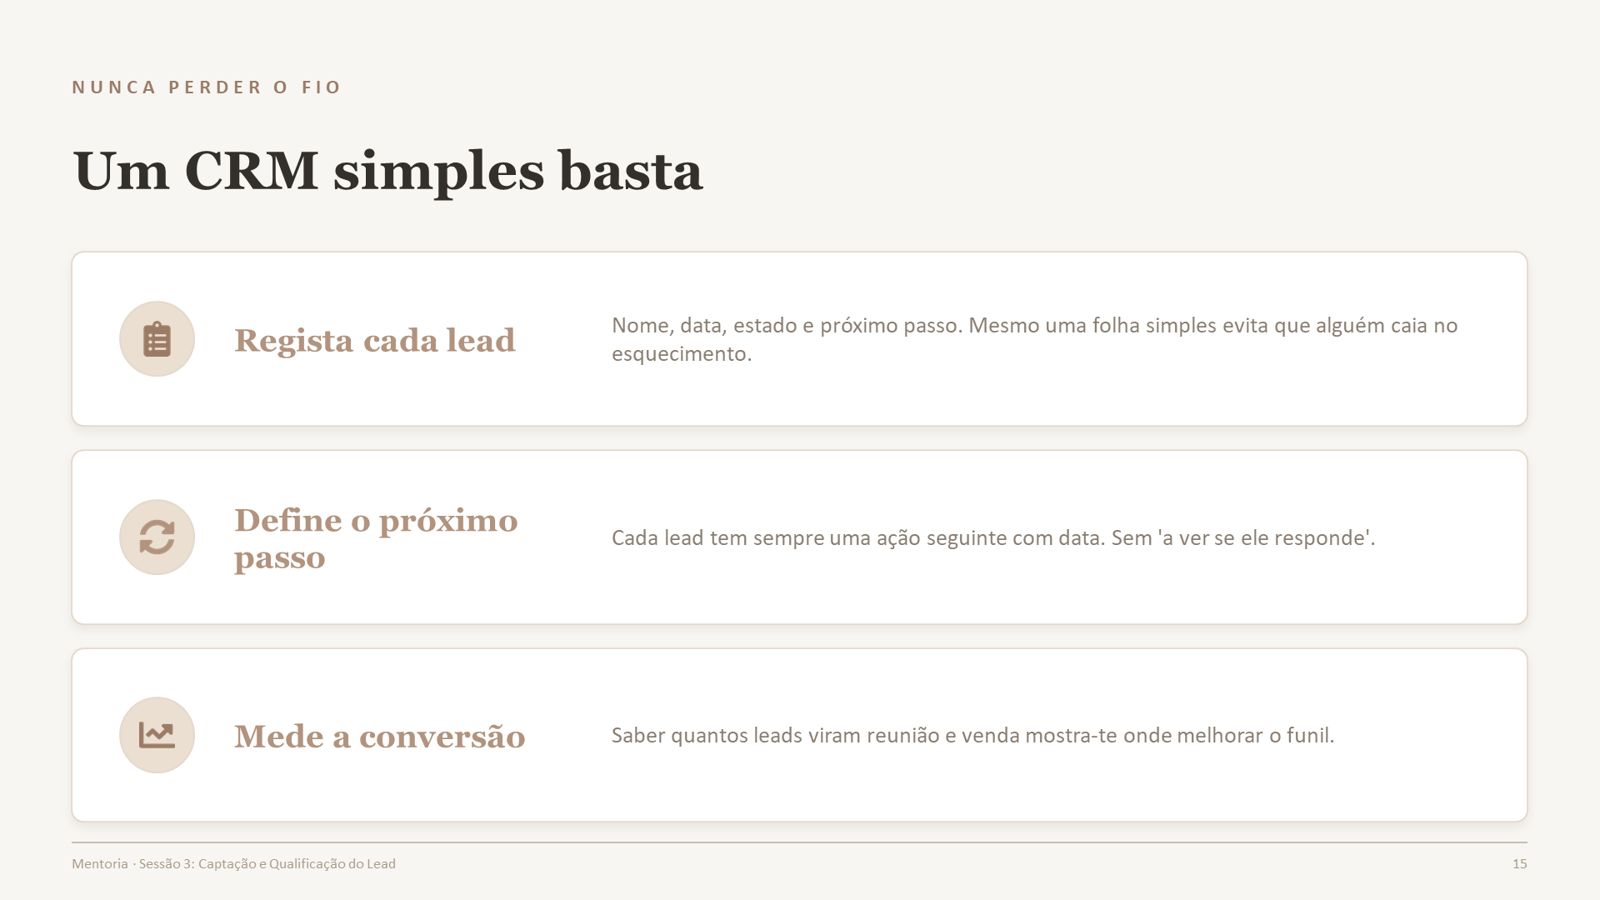 NUNCA PERDER O FIO
Um CRM simples basta
Regista cada lead
Nome, data, estado e próximo passo. Mesmo uma folha simples evita que alguém caia no
esquecimento.
Define o próximo
passo
Cada lead tem sempre uma ação seguinte com data. Sem 'a ver se ele responde'.
Mede a conversão
Saber quantos leads viram reunião e venda mostra-te onde melhorar o funil.
Mentoria · Sessão 3: Captação e Qualificação do Lead
15